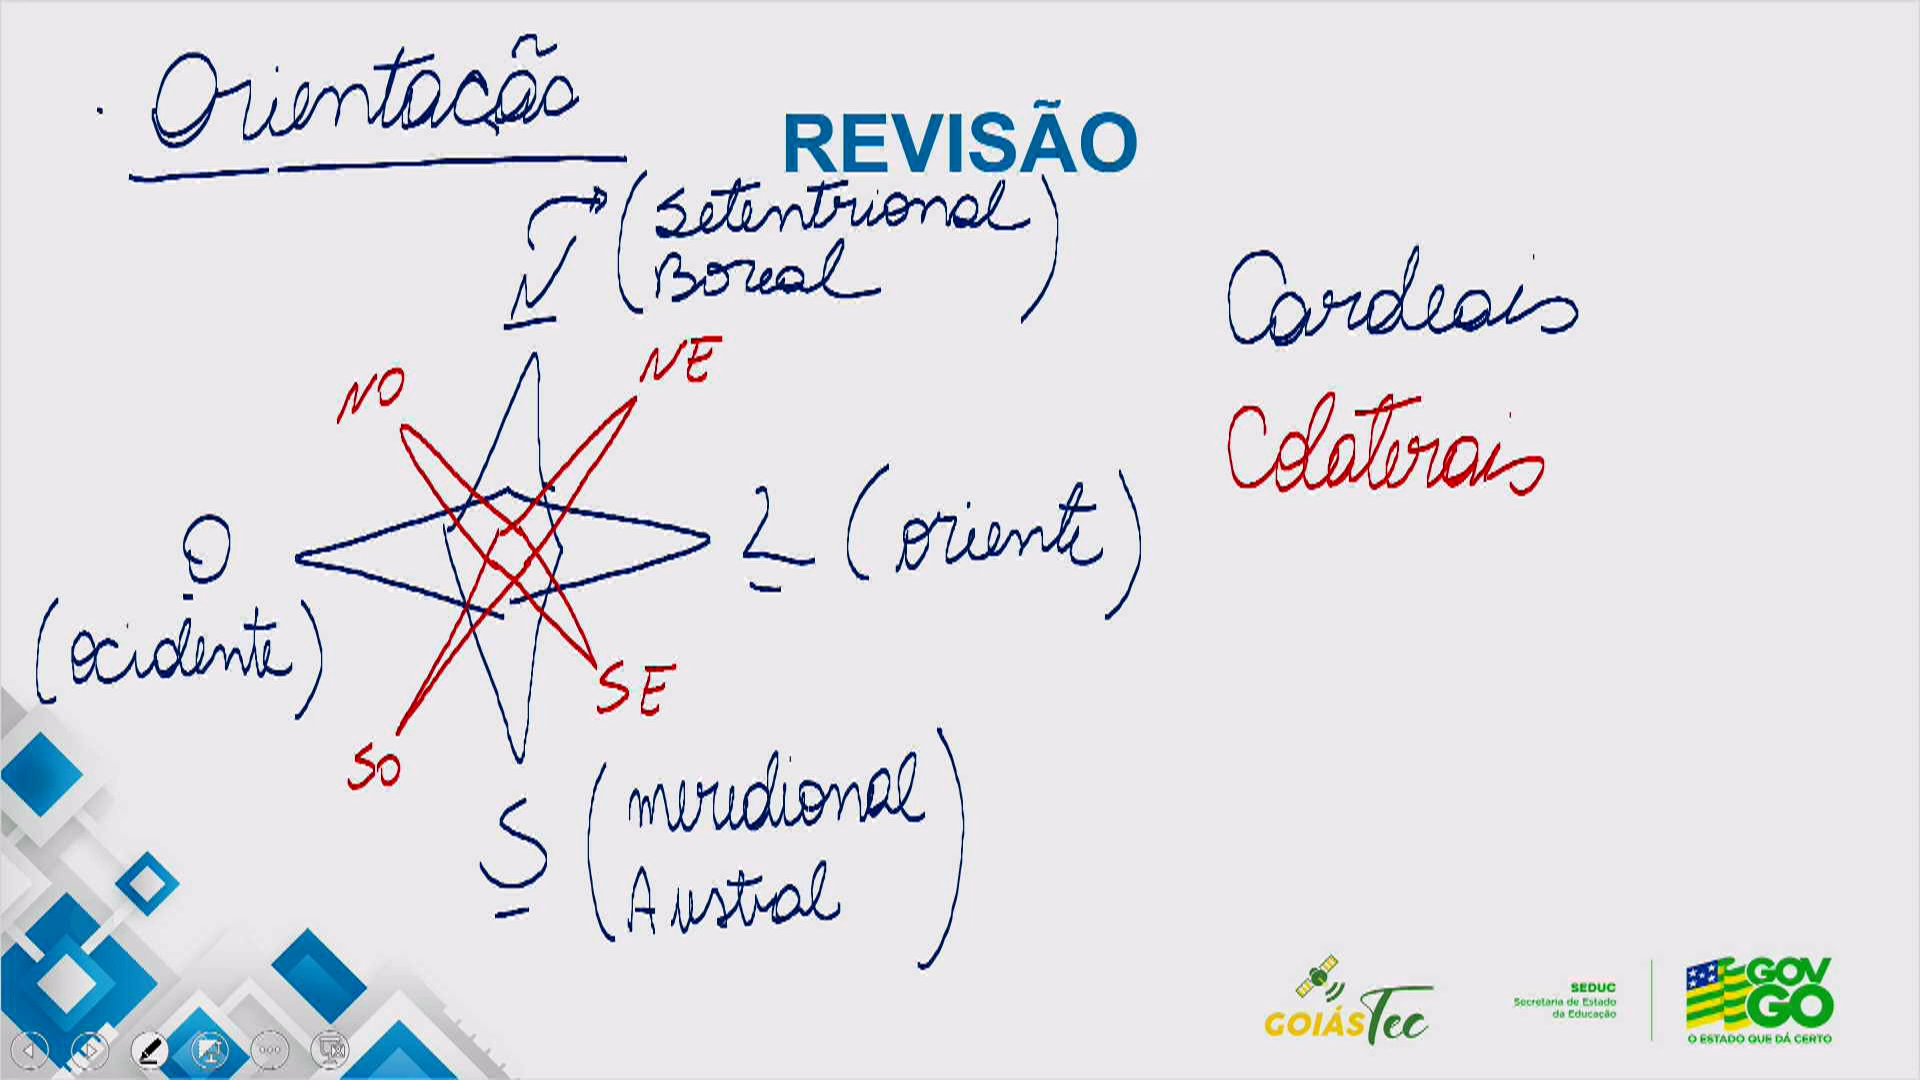 Orientação
REVISÃO
(Setentrional
Boreal)
N
Cardeais
NO
NE
Colaterais
O
L (oriente)
(ocidente)
SE
SO
S
(meridional
Austral)
GOIÁSTec
SEDUC
Secretaria de Estado
da Educação
GOV
GO
O ESTADO QUE DÁ CERTO